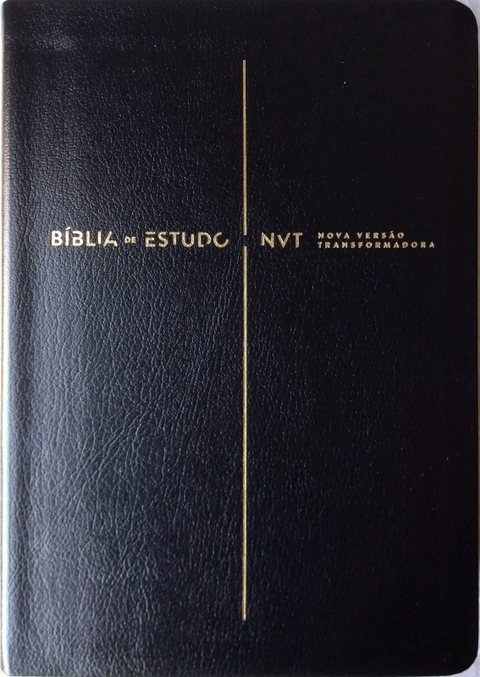 BÍBLIA DE ESTUDO NVT NOVA VERSÃO
TRANSFORMADORA